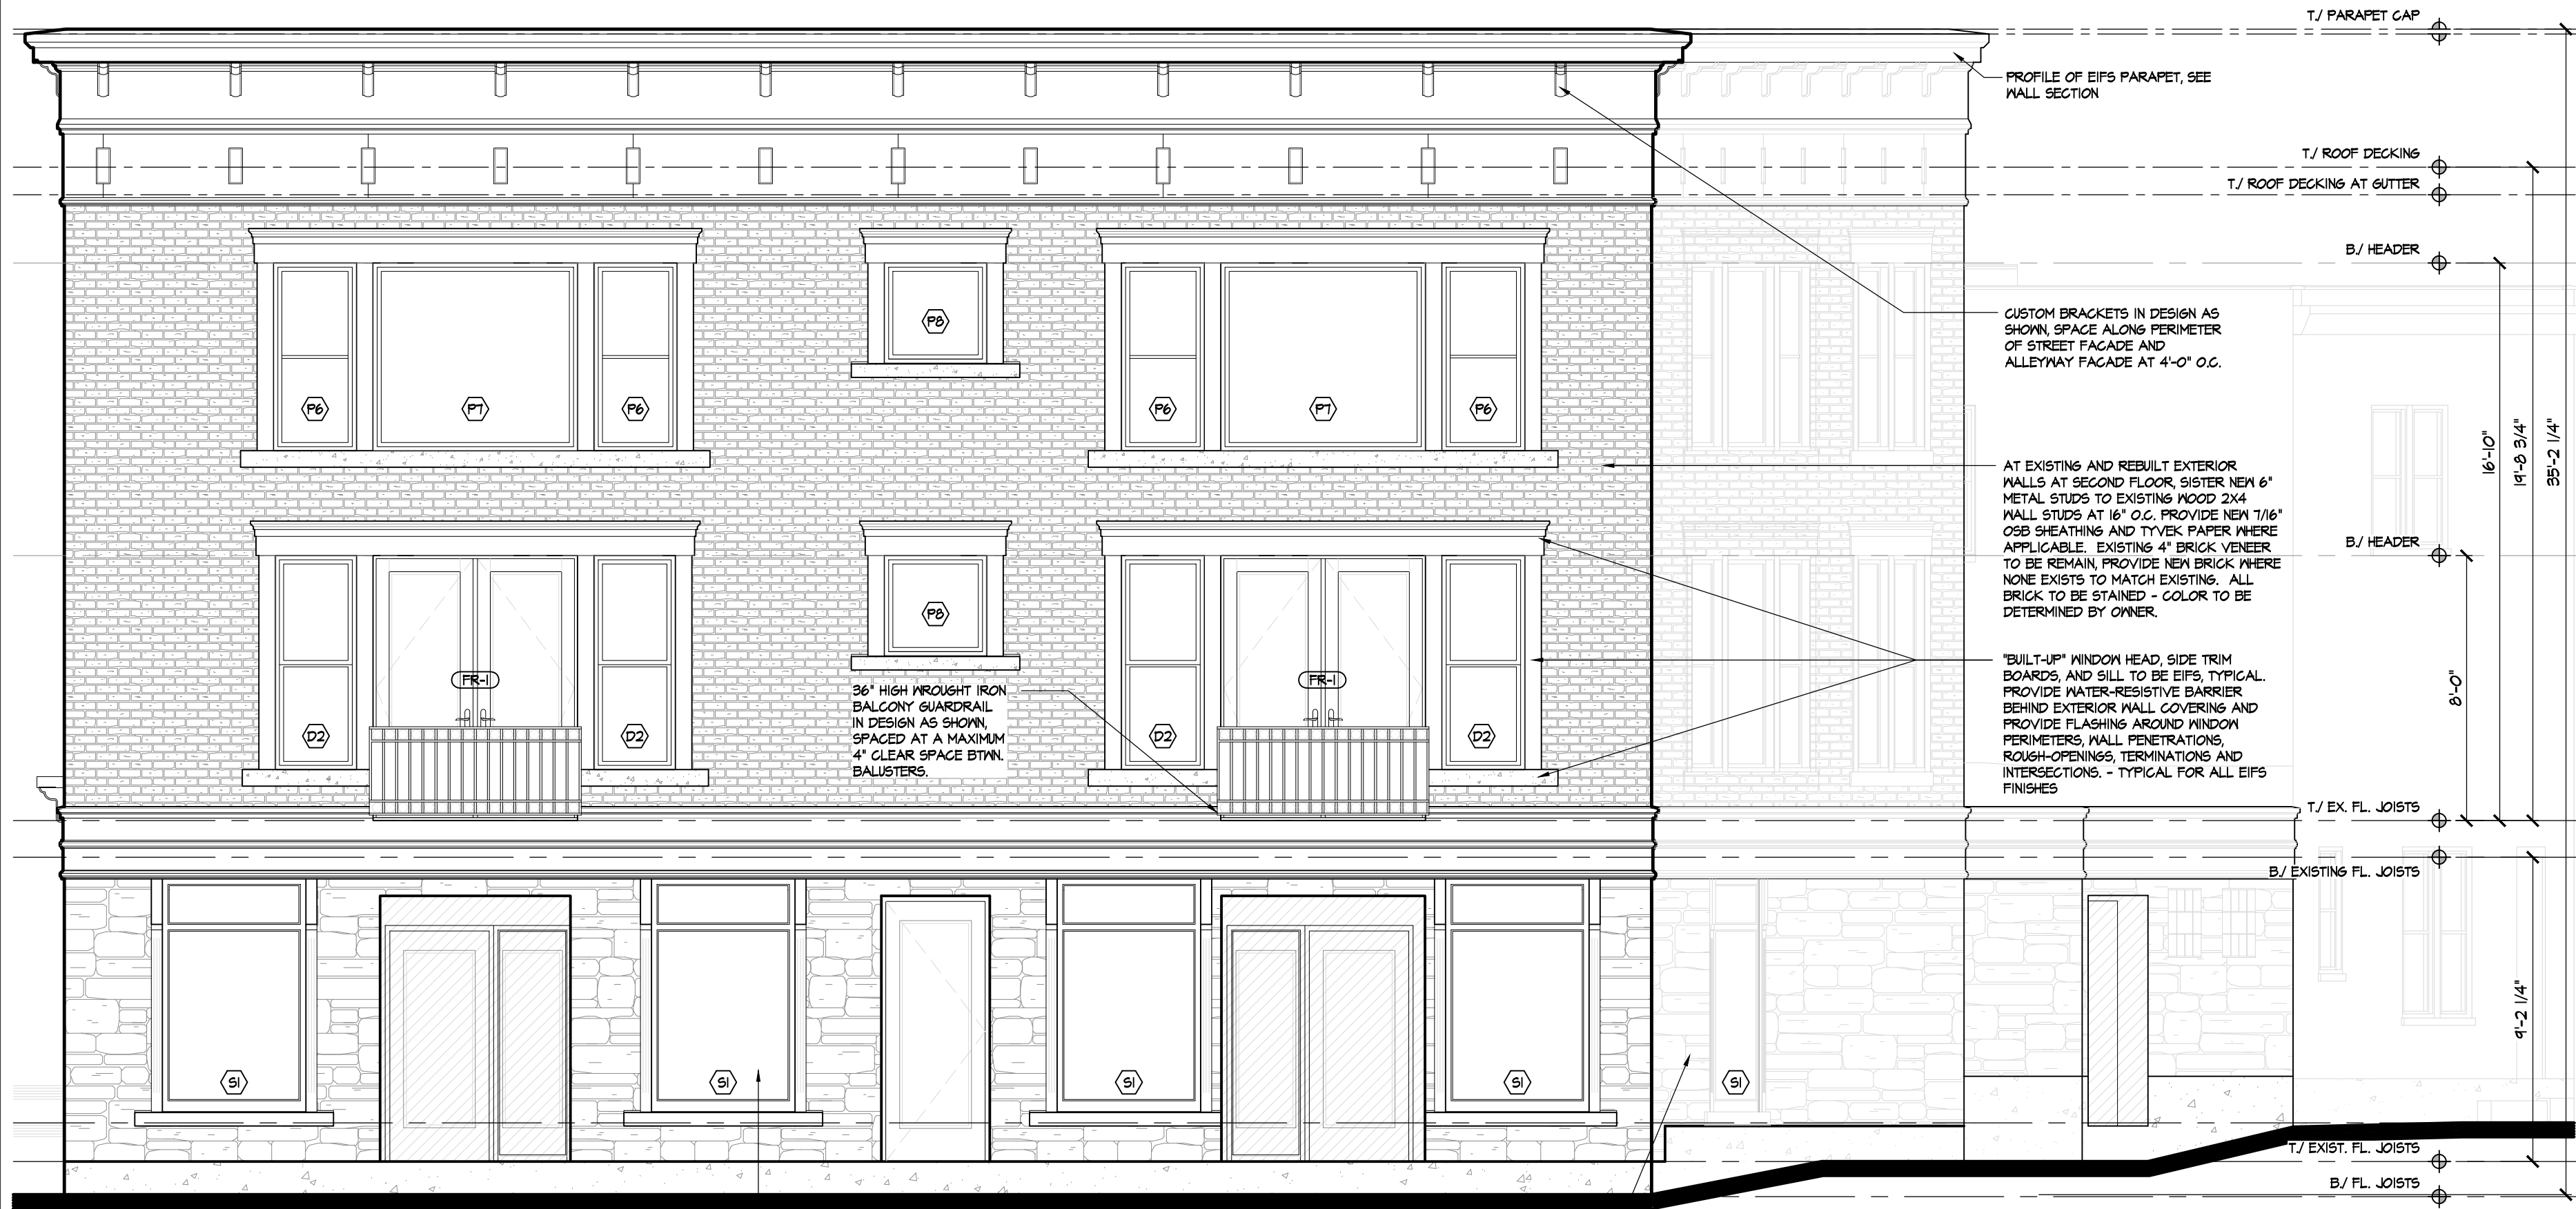 T./ PARAPET CAP
PROFILE OF EIFS PARAPET, SEE
WALL SECTION
T./ ROOF DECKING
T./ ROOF DECKING AT GUTTER
B./ HEADER
CUSTOM BRACKETS IN DESIGN AS
SHOWN, SPACE ALONG PERIMETER
OF STREET FACADE AND
ALLEYWAY FACADE AT 4'-0" O.C.
P8
P6
P7
P6
P6
P7
P6
16'-10"
19'-8 3/4"
35'-2 1/4"
AT EXISTING AND REBUILT EXTERIOR
WALLS AT SECOND FLOOR, SISTER NEW 6"
METAL STUDS TO EXISTING WOOD 2X4
WALL STUDS AT 16" O.C. PROVIDE NEW 7/16"
OSB SHEATHING AND TYVEK PAPER WHERE
APPLICABLE.  EXISTING 4" BRICK VENEER
TO BE REMAIN, PROVIDE NEW BRICK WHERE
NONE EXISTS TO MATCH EXISTING.  ALL
BRICK TO BE STAINED - COLOR TO BE
DETERMINED BY OWNER.
B./ HEADER
P8
"BUILT-UP" WINDOW HEAD, SIDE TRIM
BOARDS, AND SILL TO BE EIFS, TYPICAL.
PROVIDE WATER-RESISTIVE BARRIER
BEHIND EXTERIOR WALL COVERING AND
PROVIDE FLASHING AROUND WINDOW
PERIMETERS, WALL PENETRATIONS,
ROUGH-OPENINGS, TERMINATIONS AND
INTERSECTIONS. - TYPICAL FOR ALL EIFS
FINISHES
FR-1
FR-1
8'-0"
36" HIGH WROUGHT IRON
BALCONY GUARDRAIL
IN DESIGN AS SHOWN,
SPACED AT A MAXIMUM
4" CLEAR SPACE BTWN.
BALUSTERS.
D2
D2
D2
D2
T./ EX. FL. JOISTS
B./ EXISTING FL. JOISTS
9'-2 1/4"
S1
S1
S1
S1
S1
T./ EXIST. FL. JOISTS
B./ FL. JOISTS